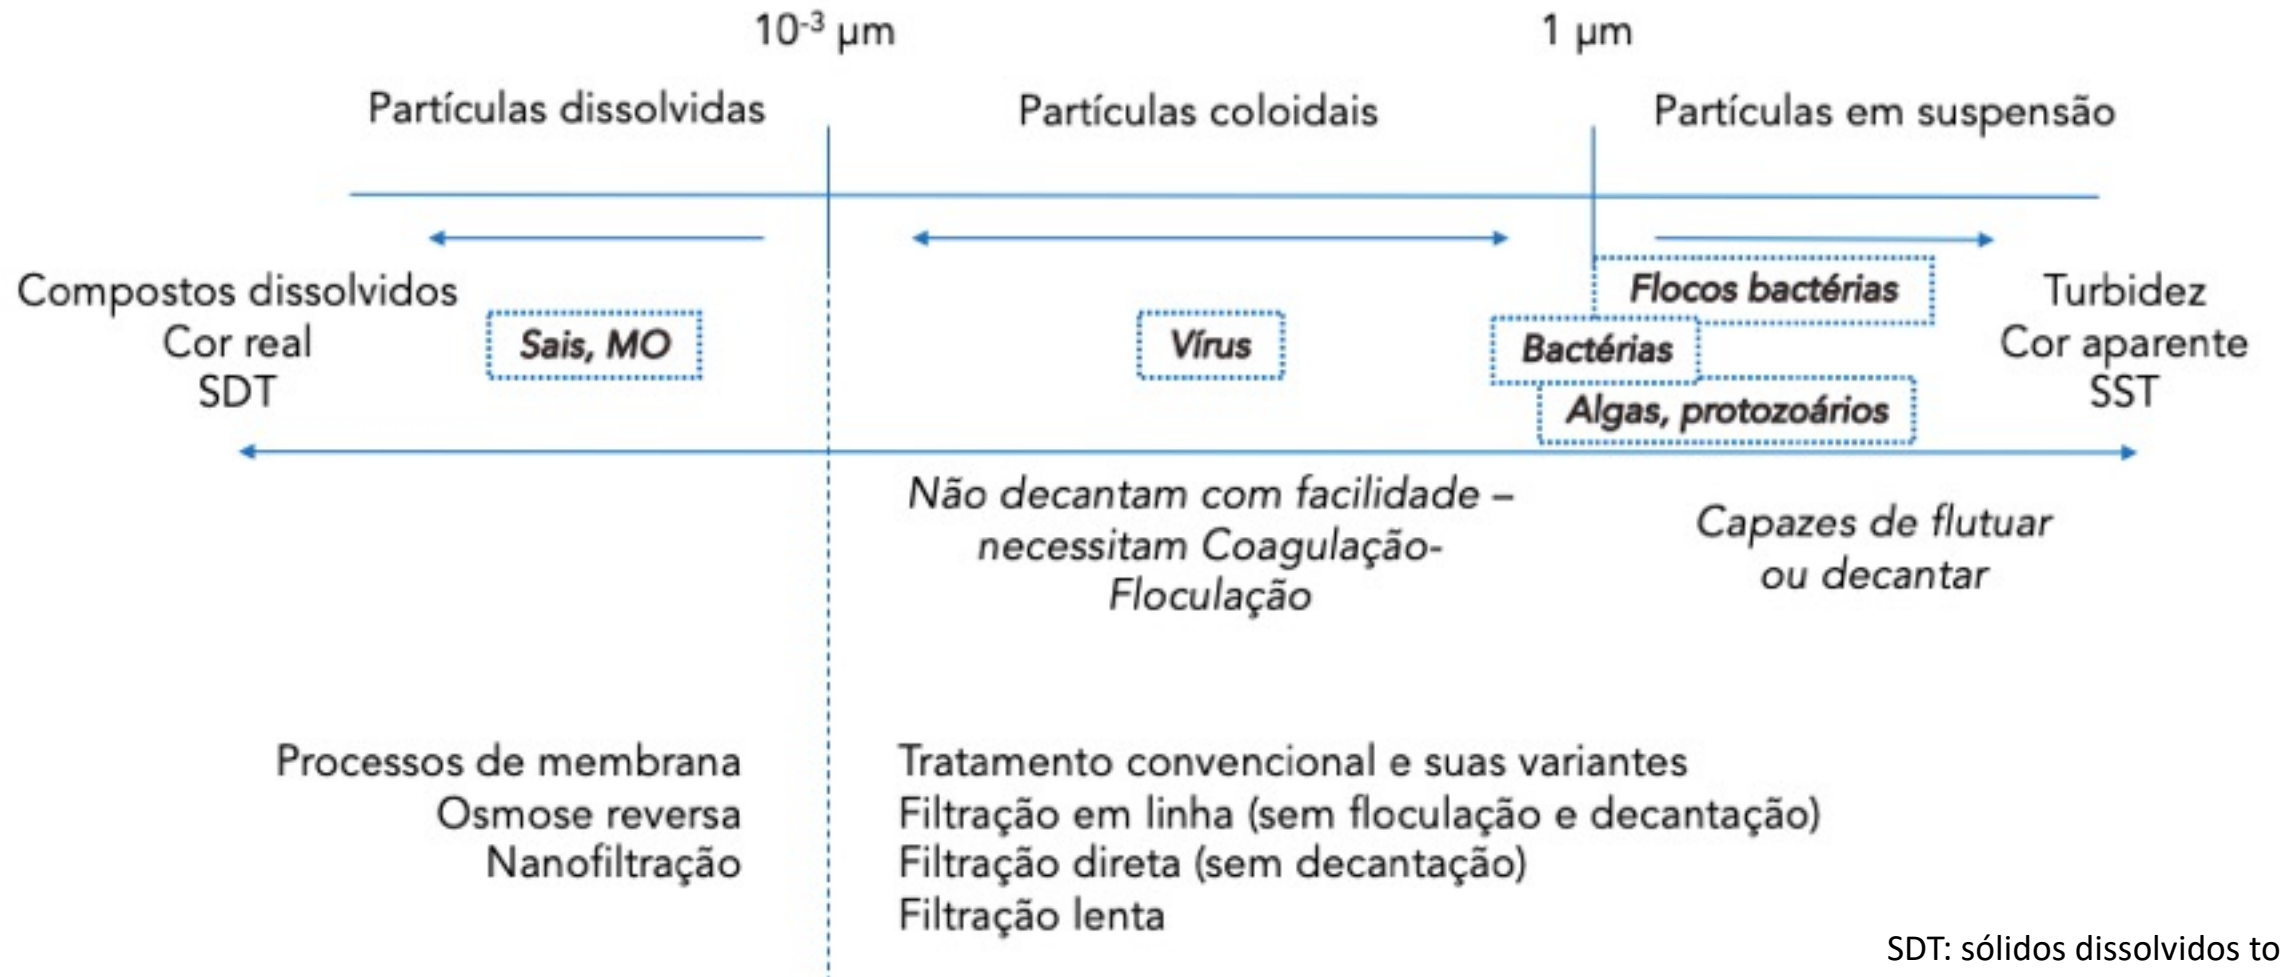 10⁻³ μm
1 μm
Partículas dissolvidas
Partículas coloidais
Partículas em suspensão
Compostos dissolvidos
Cor real
SDT
Sais, MO
Vírus
Flocos bactérias
Bactérias
Algas, protozoários
Turbidez
Cor aparente
SST
Não decantam com facilidade –
necessitam Coagulação-
Floculação
Capazes de flutuar
ou decantar
Processos de membrana
Osmose reversa
Nanofiltração
Tratamento convencional e suas variantes
Filtração em linha (sem floculação e decantação)
Filtração direta (sem decantação)
Filtração lenta
SDT: sólidos dissolvidos to